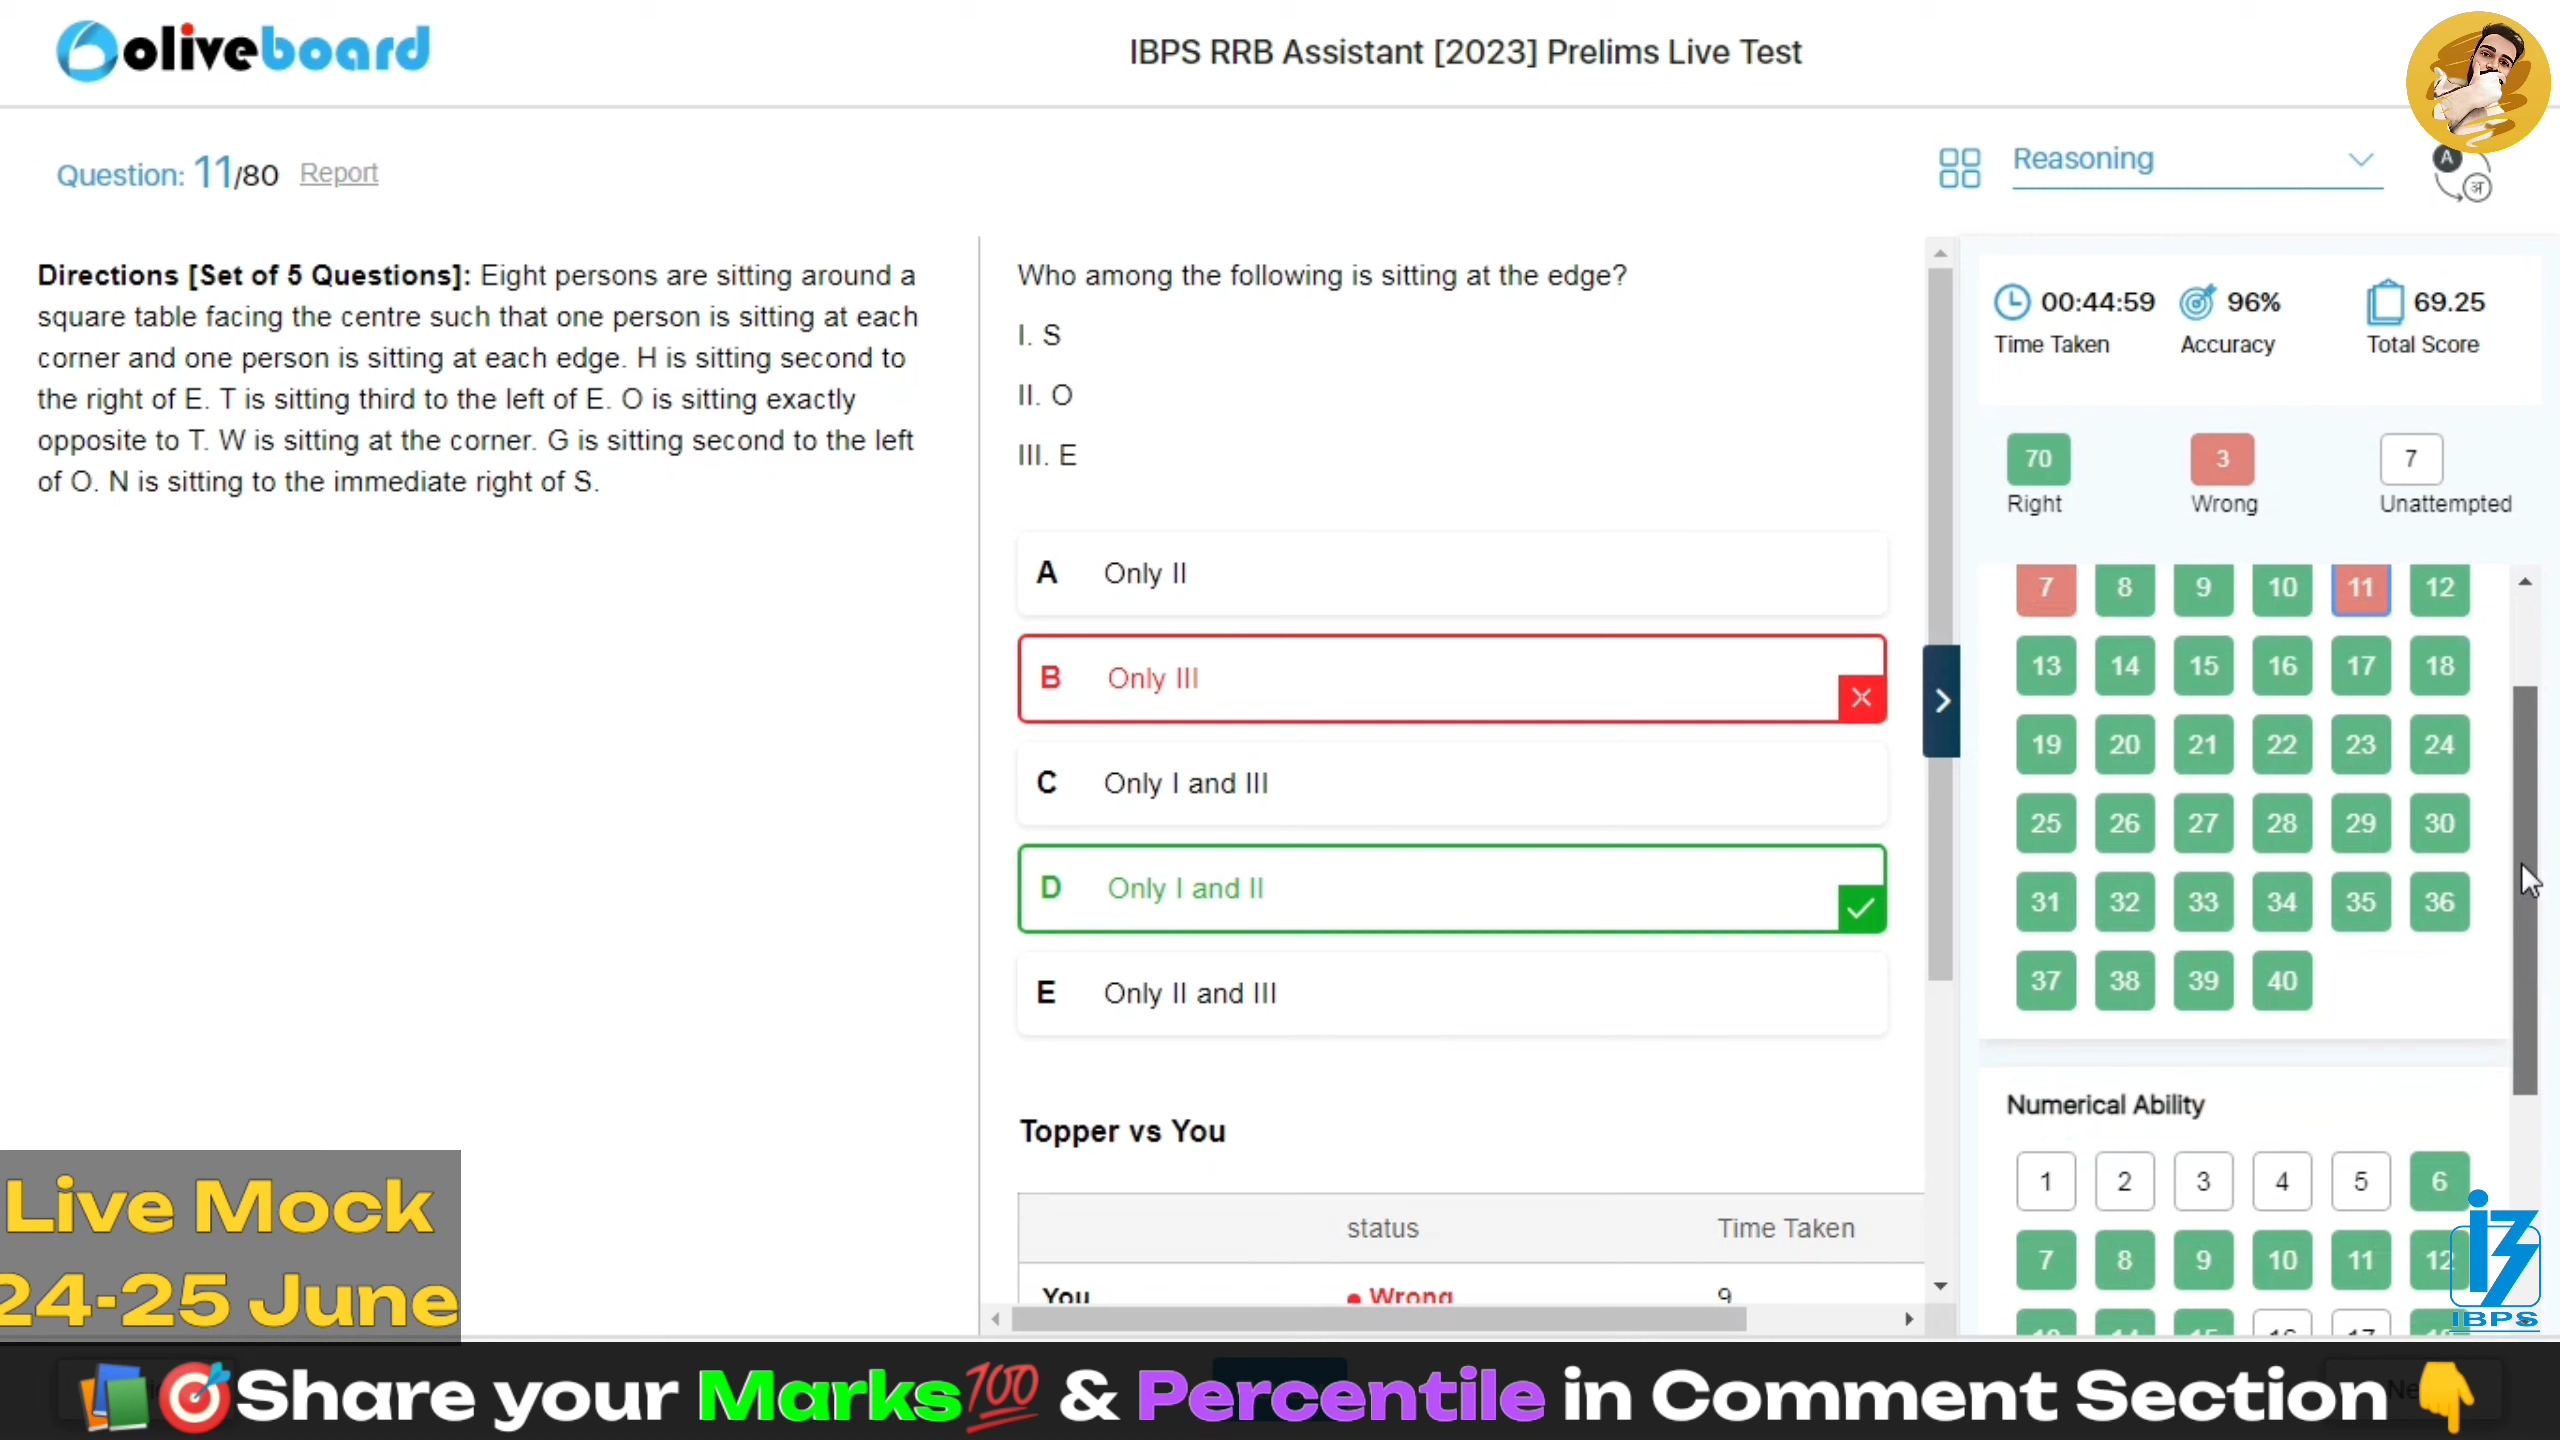 oliveboard
IBPS RRB Assistant [2023] Prelims Live Test
Question: 11/80 Report
Reasoning
A
अ
Directions [Set of 5 Questions]: Eight persons are sitting around a
square table facing the centre such that one person is sitting at each
corner and one person is sitting at each edge. H is sitting second to
the right of E. T is sitting third to the left of E. O is sitting exactly
opposite to T. W is sitting at the corner. G is sitting second to the left
of O. N is sitting to the immediate right of S.
Who among the following is sitting at the edge?
I. S
II. O
III. E
A Only II
B Only III
C Only I and III
D Only I and II
E Only II and III
Topper vs You
status Time Taken
You Wrong 9
00:44:59 96% 69.25
Time Taken Accuracy Total Score
70 3 7
Right Wrong Unattempted
7 8 9 10 11 12
13 14 15 16 17 18
19 20 21 22 23 24
25 26 27 28 29 30
31 32 33 34 35 36
37 38 39 40
Numerical Ability
1 2 3 4 5 6
7 8 9 10 11 12
IBPS
Live Mock
24-25 June
Share your Marks💯 & Percentile in Comment Section